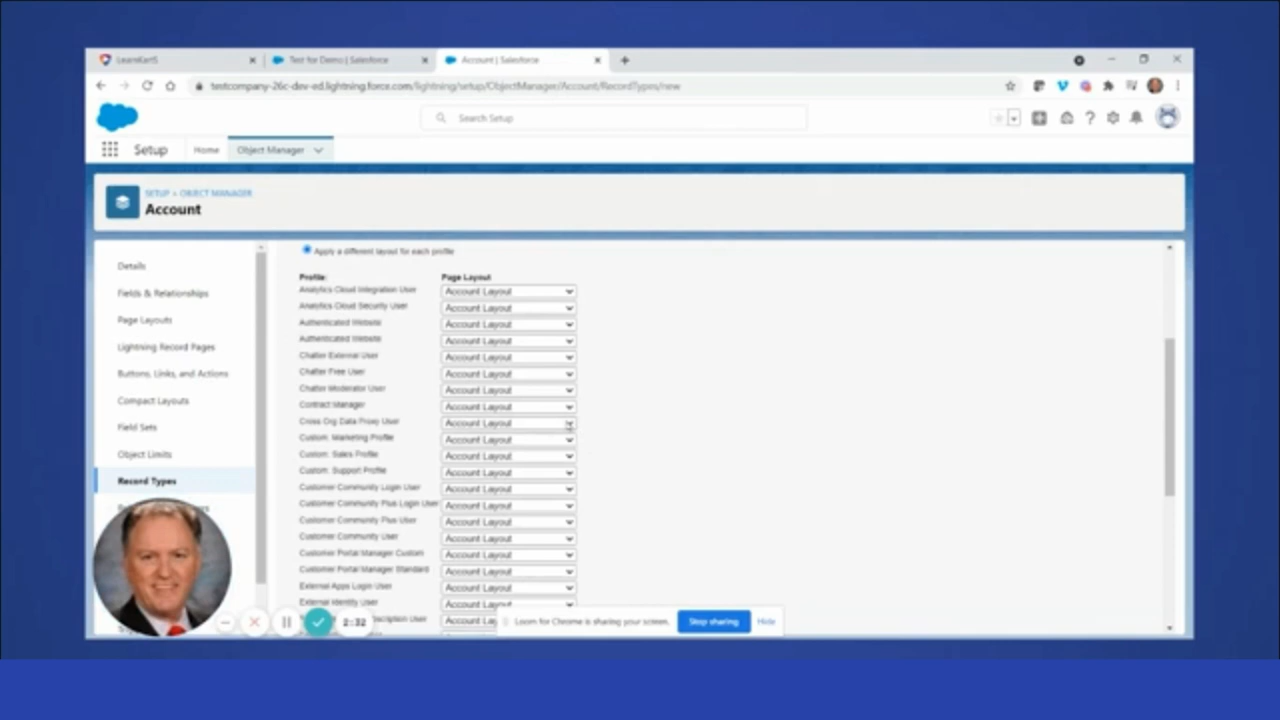 LearnKartS
Test for Demo | Salesforce
Account | Salesforce
testcompany-26c-dev-ed.lightning.force.com/lightning/setup/ObjectManager/Account/RecordTypes/new
Search Setup
Setup
Home
Object Manager
SETUP > OBJECT MANAGER
Account
Details
Fields & Relationships
Page Layouts
Lightning Record Pages
Buttons, Links, and Actions
Compact Layouts
Field Sets
Object Limits
Record Types
Apply a different layout for each profile
Profile: Page Layout
Analytics Cloud Integration User Account Layout
Analytics Cloud Security User Account Layout
Authenticated Website Account Layout
Authenticated Website Account Layout
Chatter External User Account Layout
Chatter Free User Account Layout
Chatter Moderator User Account Layout
Contract Manager Account Layout
Cross Org Data Proxy User Account Layout
Custom: Marketing Profile Account Layout
Custom: Sales Profile Account Layout
Custom: Support Profile Account Layout
Customer Community Login User Account Layout
Customer Community Plus Login User Account Layout
Customer Community Plus User Account Layout
Customer Community User Account Layout
Customer Portal Manager Custom Account Layout
Customer Portal Manager Standard Account Layout
External Apps Login User Account Layout
External Identity User Account Layout
User
2:32
Loom for Chrome is sharing your screen.
Stop sharing
Hide